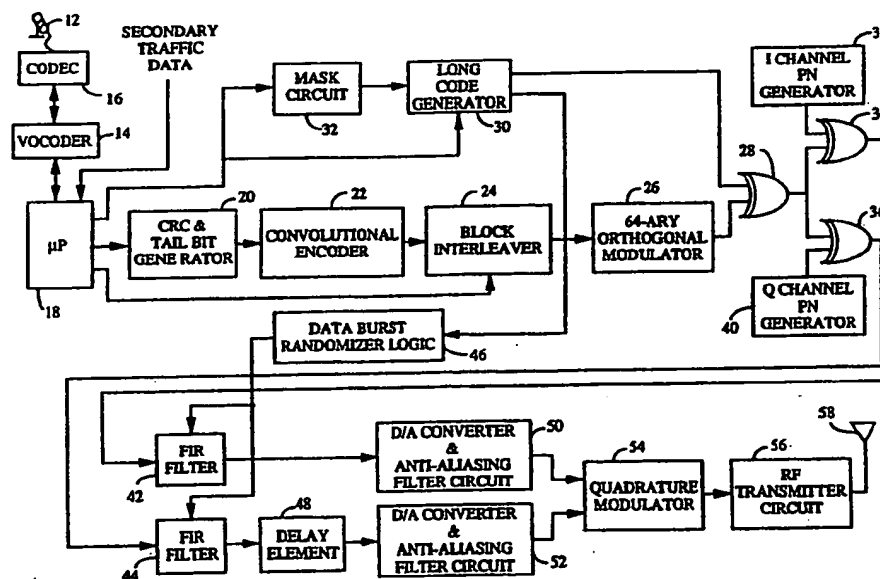 12
SECONDARY
TRAFFIC
DATA
CODEC
16
VOCODER
14
MASK
CIRCUIT
32
LONG
CODE
GENERATOR
30
I CHANNEL
PN
GENERATOR
28
µP
18
20
CRC &
TAIL BIT
GENE RATOR
22
CONVOLUTIONAL
ENCODER
24
BLOCK
INTERLEAVER
26
64-ARY
ORTHOGONAL
MODULATOR
40
Q CHANNEL
PN
GENERATOR
DATA BURST
RANDOMIZER LOGIC
46
FIR
FILTER
42
D/A CONVERTER
&
ANTI-ALIASING
FILTER CIRCUIT
50
54
QUADRATURE
MODULATOR
56
RF
TRANSMITTER
CIRCUIT
58
FIR
FILTER
44
48
DELAY
ELEMENT
D/A CONVERTER
&
ANTI-ALIASING
FILTER CIRCUIT
52